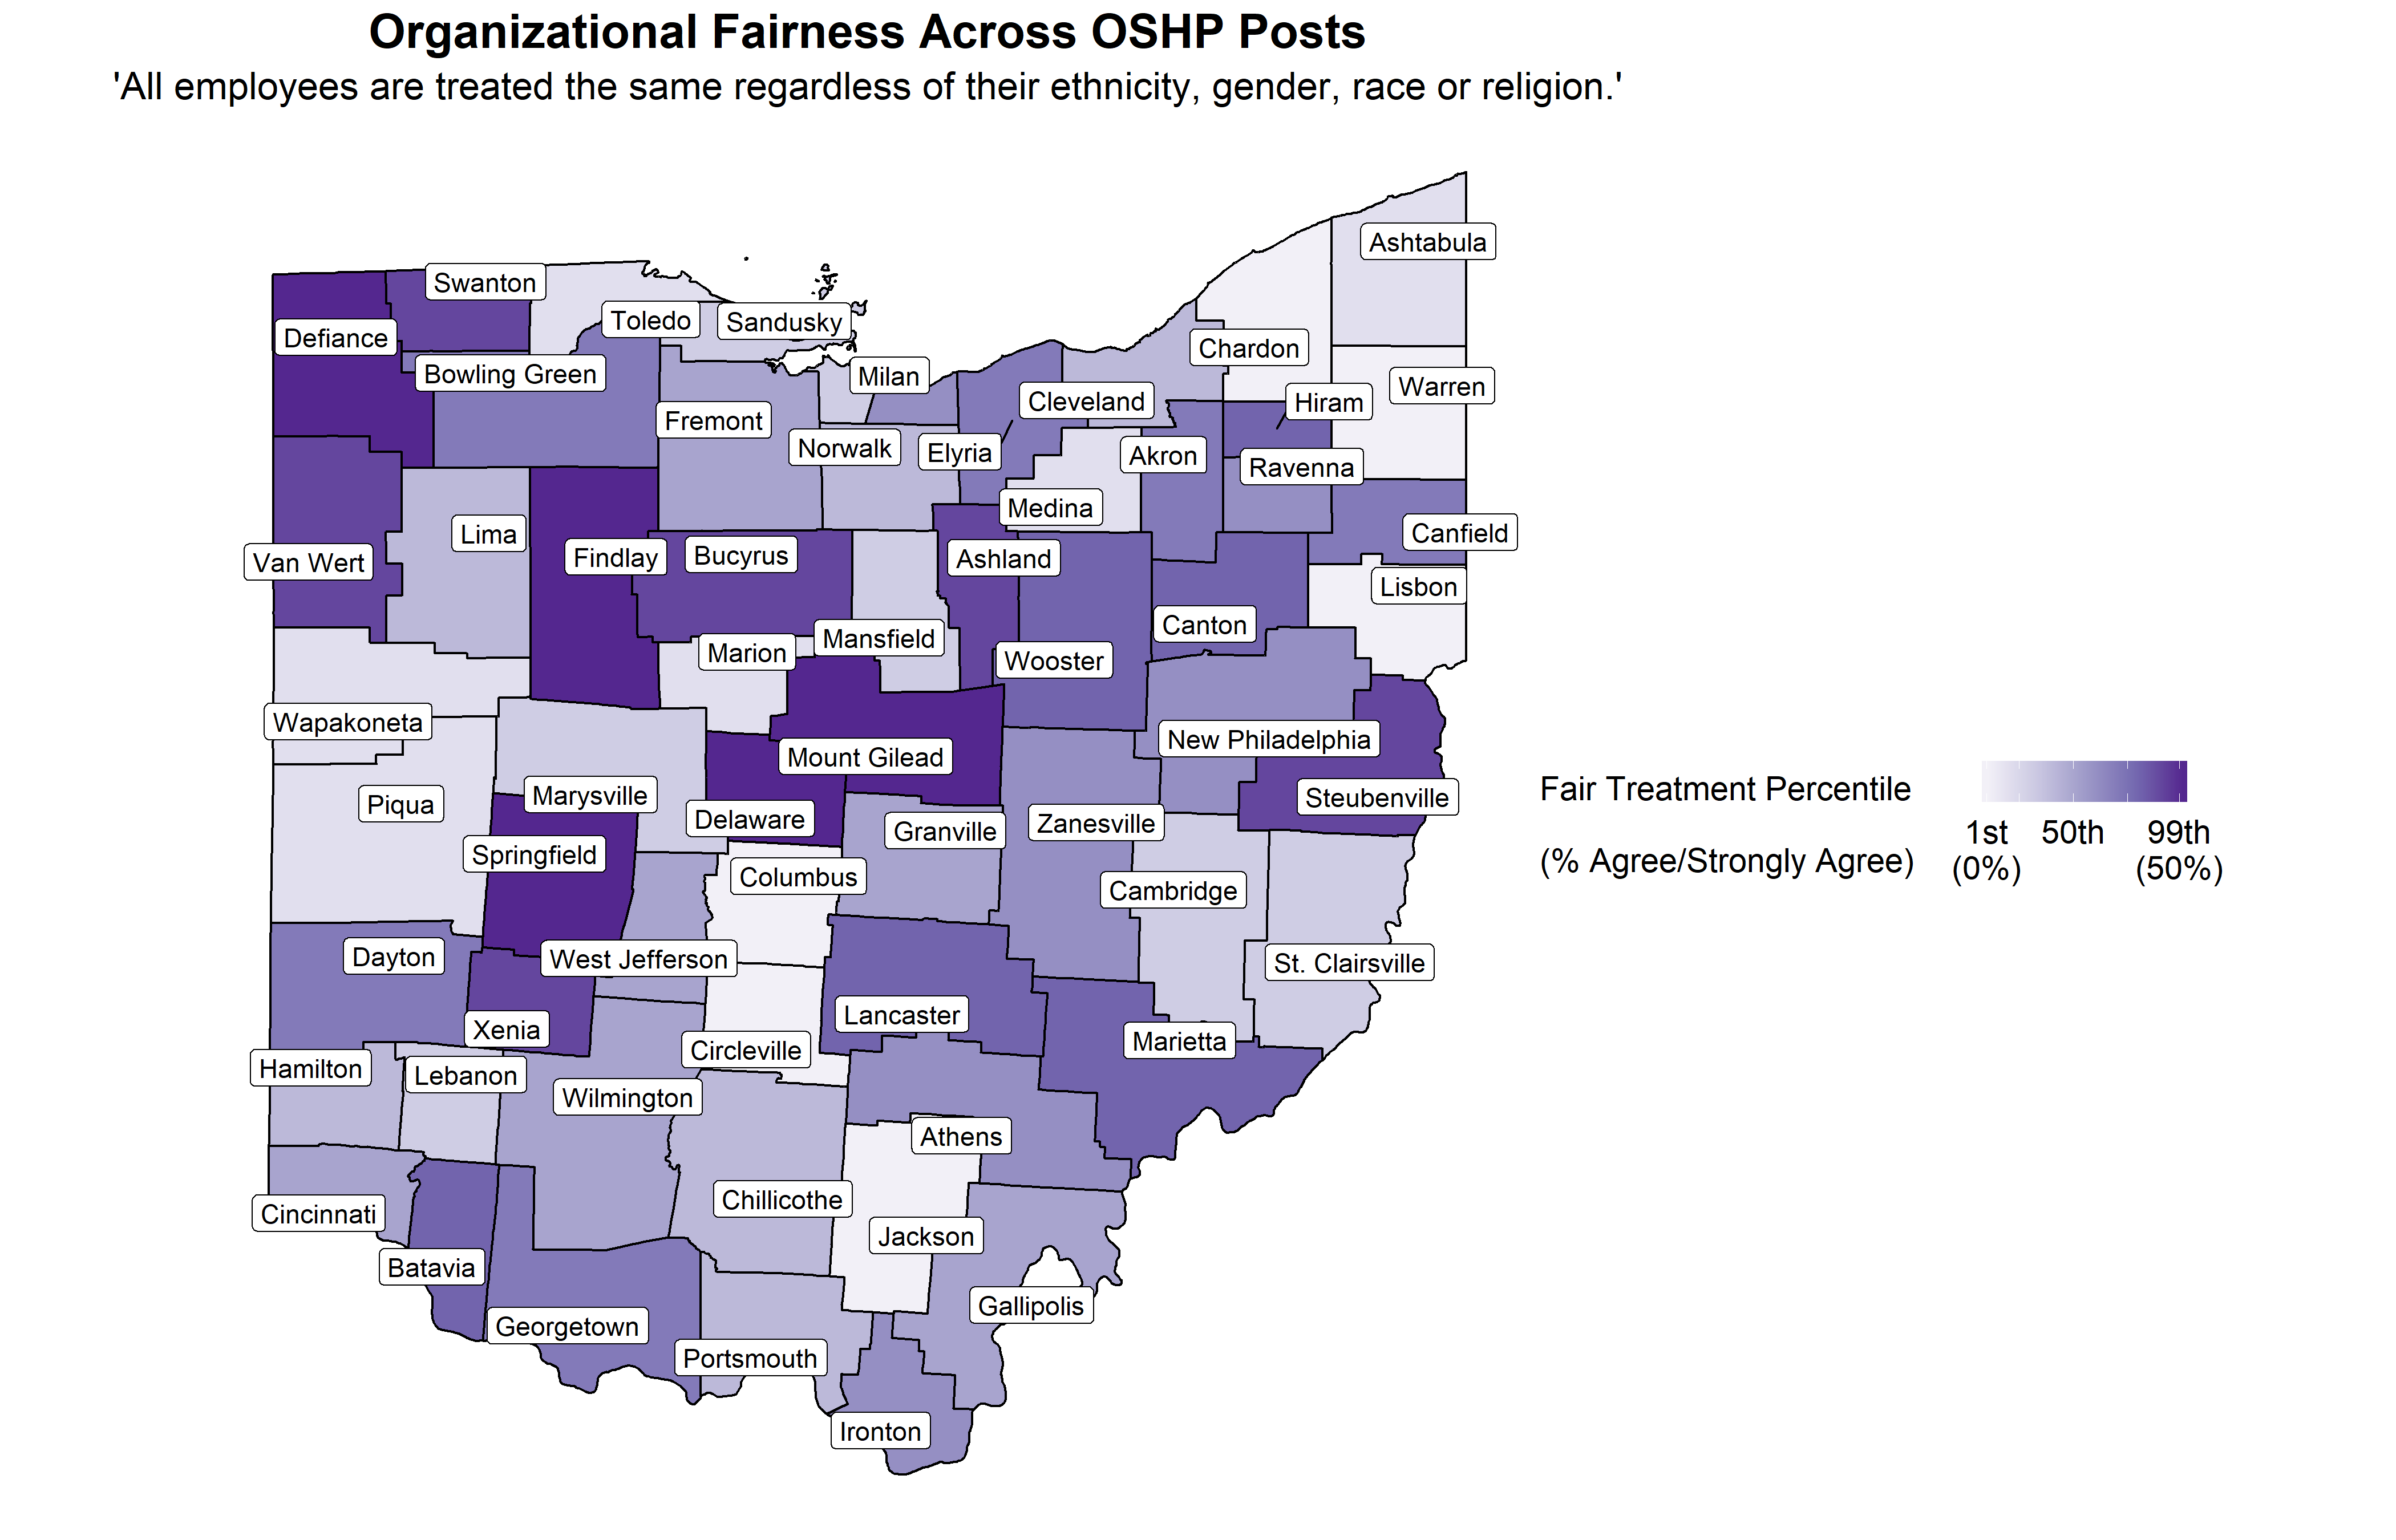 Organizational Fairness Across OSHP Posts
'All employees are treated the same regardless of their ethnicity, gender, race or religion.'
Ashtabula
Swanton
Toledo
Sandusky
Defiance
Chardon
Bowling Green
Milan
Warren
Cleveland
Hiram
Fremont
Norwalk
Elyria
Akron
Ravenna
Medina
Lima
Canfield
Van Wert
Findlay
Bucyrus
Ashland
Lisbon
Canton
Mansfield
Marion
Wooster
Wapakoneta
New Philadelphia
Mount Gilead
Piqua
Marysville
Steubenville
Delaware
Granville
Zanesville
Springfield
Columbus
Cambridge
Dayton
West Jefferson
St. Clairsville
Lancaster
Xenia
Marietta
Circleville
Hamilton
Lebanon
Wilmington
Athens
Chillicothe
Cincinnati
Jackson
Batavia
Gallipolis
Georgetown
Portsmouth
Ironton
Fair Treatment Percentile
(% Agree/Strongly Agree)
1st 50th 99th
(0%) (50%)